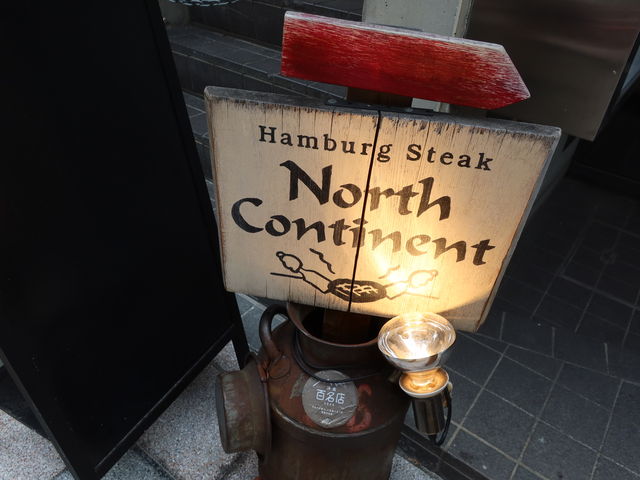 Hamburg Steak
North
Continent
百名店